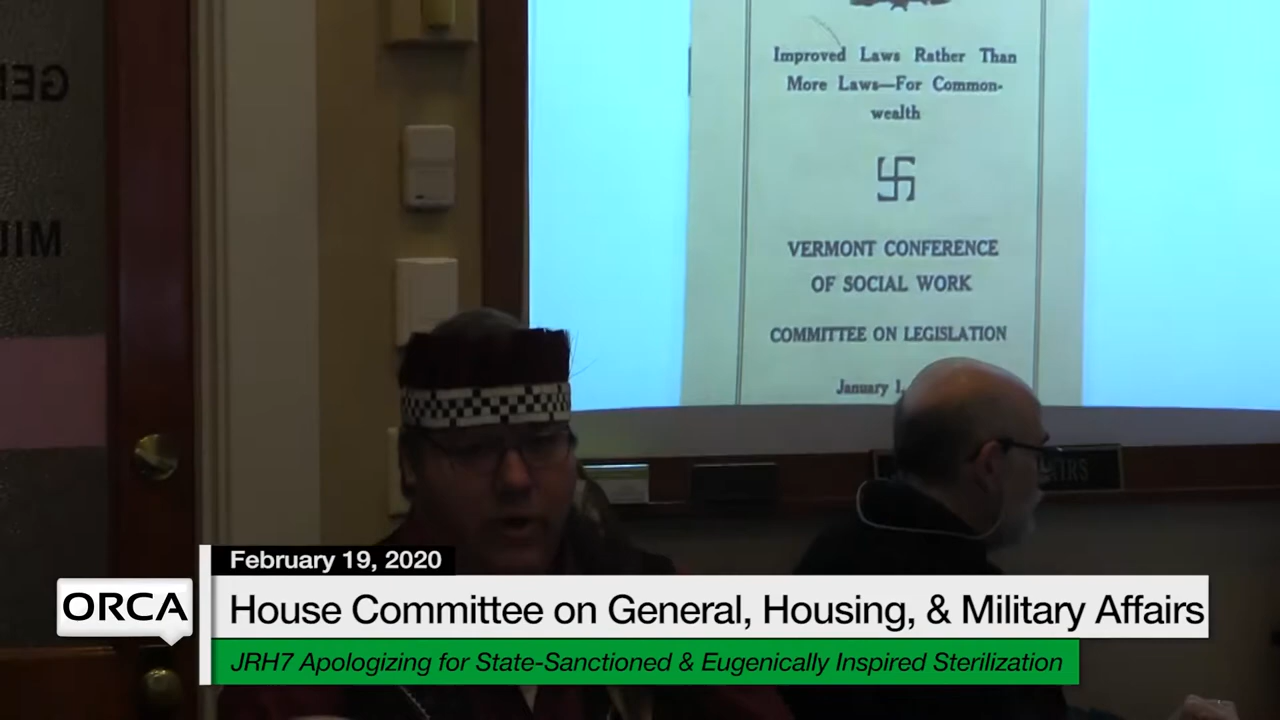 Improved Laws Rather Than
More Laws—For Common-
wealth
VERMONT CONFERENCE
OF SOCIAL WORK
COMMITTEE ON LEGISLATION
January 1,
February 19, 2020
ORCA
House Committee on General, Housing, & Military Affairs
JRH7 Apologizing for State-Sanctioned & Eugenically Inspired Sterilization